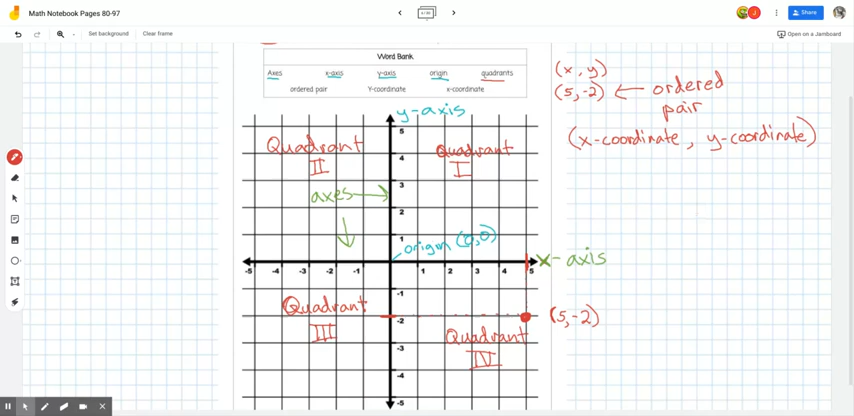 Math Notebook Pages 80-97
Set background
Clear frame
Share
Open on a Jamboard
Word Bank
Axes x-axis y-axis origin quadrants
ordered pair Y-coordinate x-coordinate
(x, y)
(5,-2) ← ordered
pair
(x-coordinate, y-coordinate)
y-axis
5
Quadrant
II
Quadrant
I
4
axes
3
2
1
origin (0,0)
x-axis
-5 -4 -3 -2 -1 1 2 3 4 5
-1
Quadrant
III
-2
(5,-2)
Quadrant
IV
-3
-4
-5